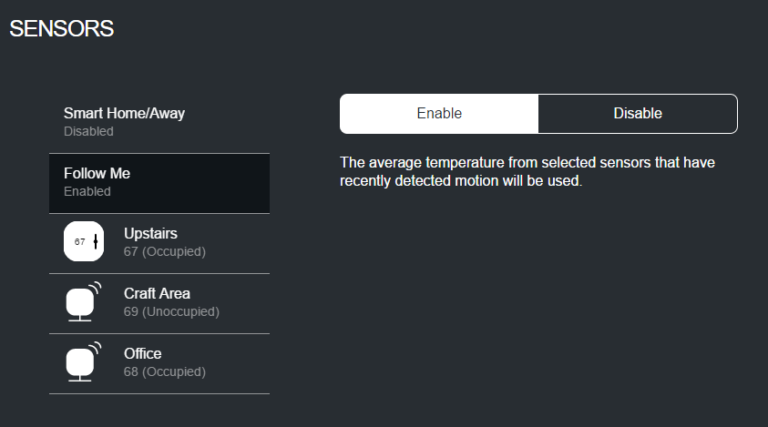 SENSORS
Smart Home/Away
Disabled
Follow Me
Enabled
67
Upstairs
67 (Occupied)
Craft Area
69 (Unoccupied)
Office
68 (Occupied)
Enable
Disable
The average temperature from selected sensors that have
recently detected motion will be used.